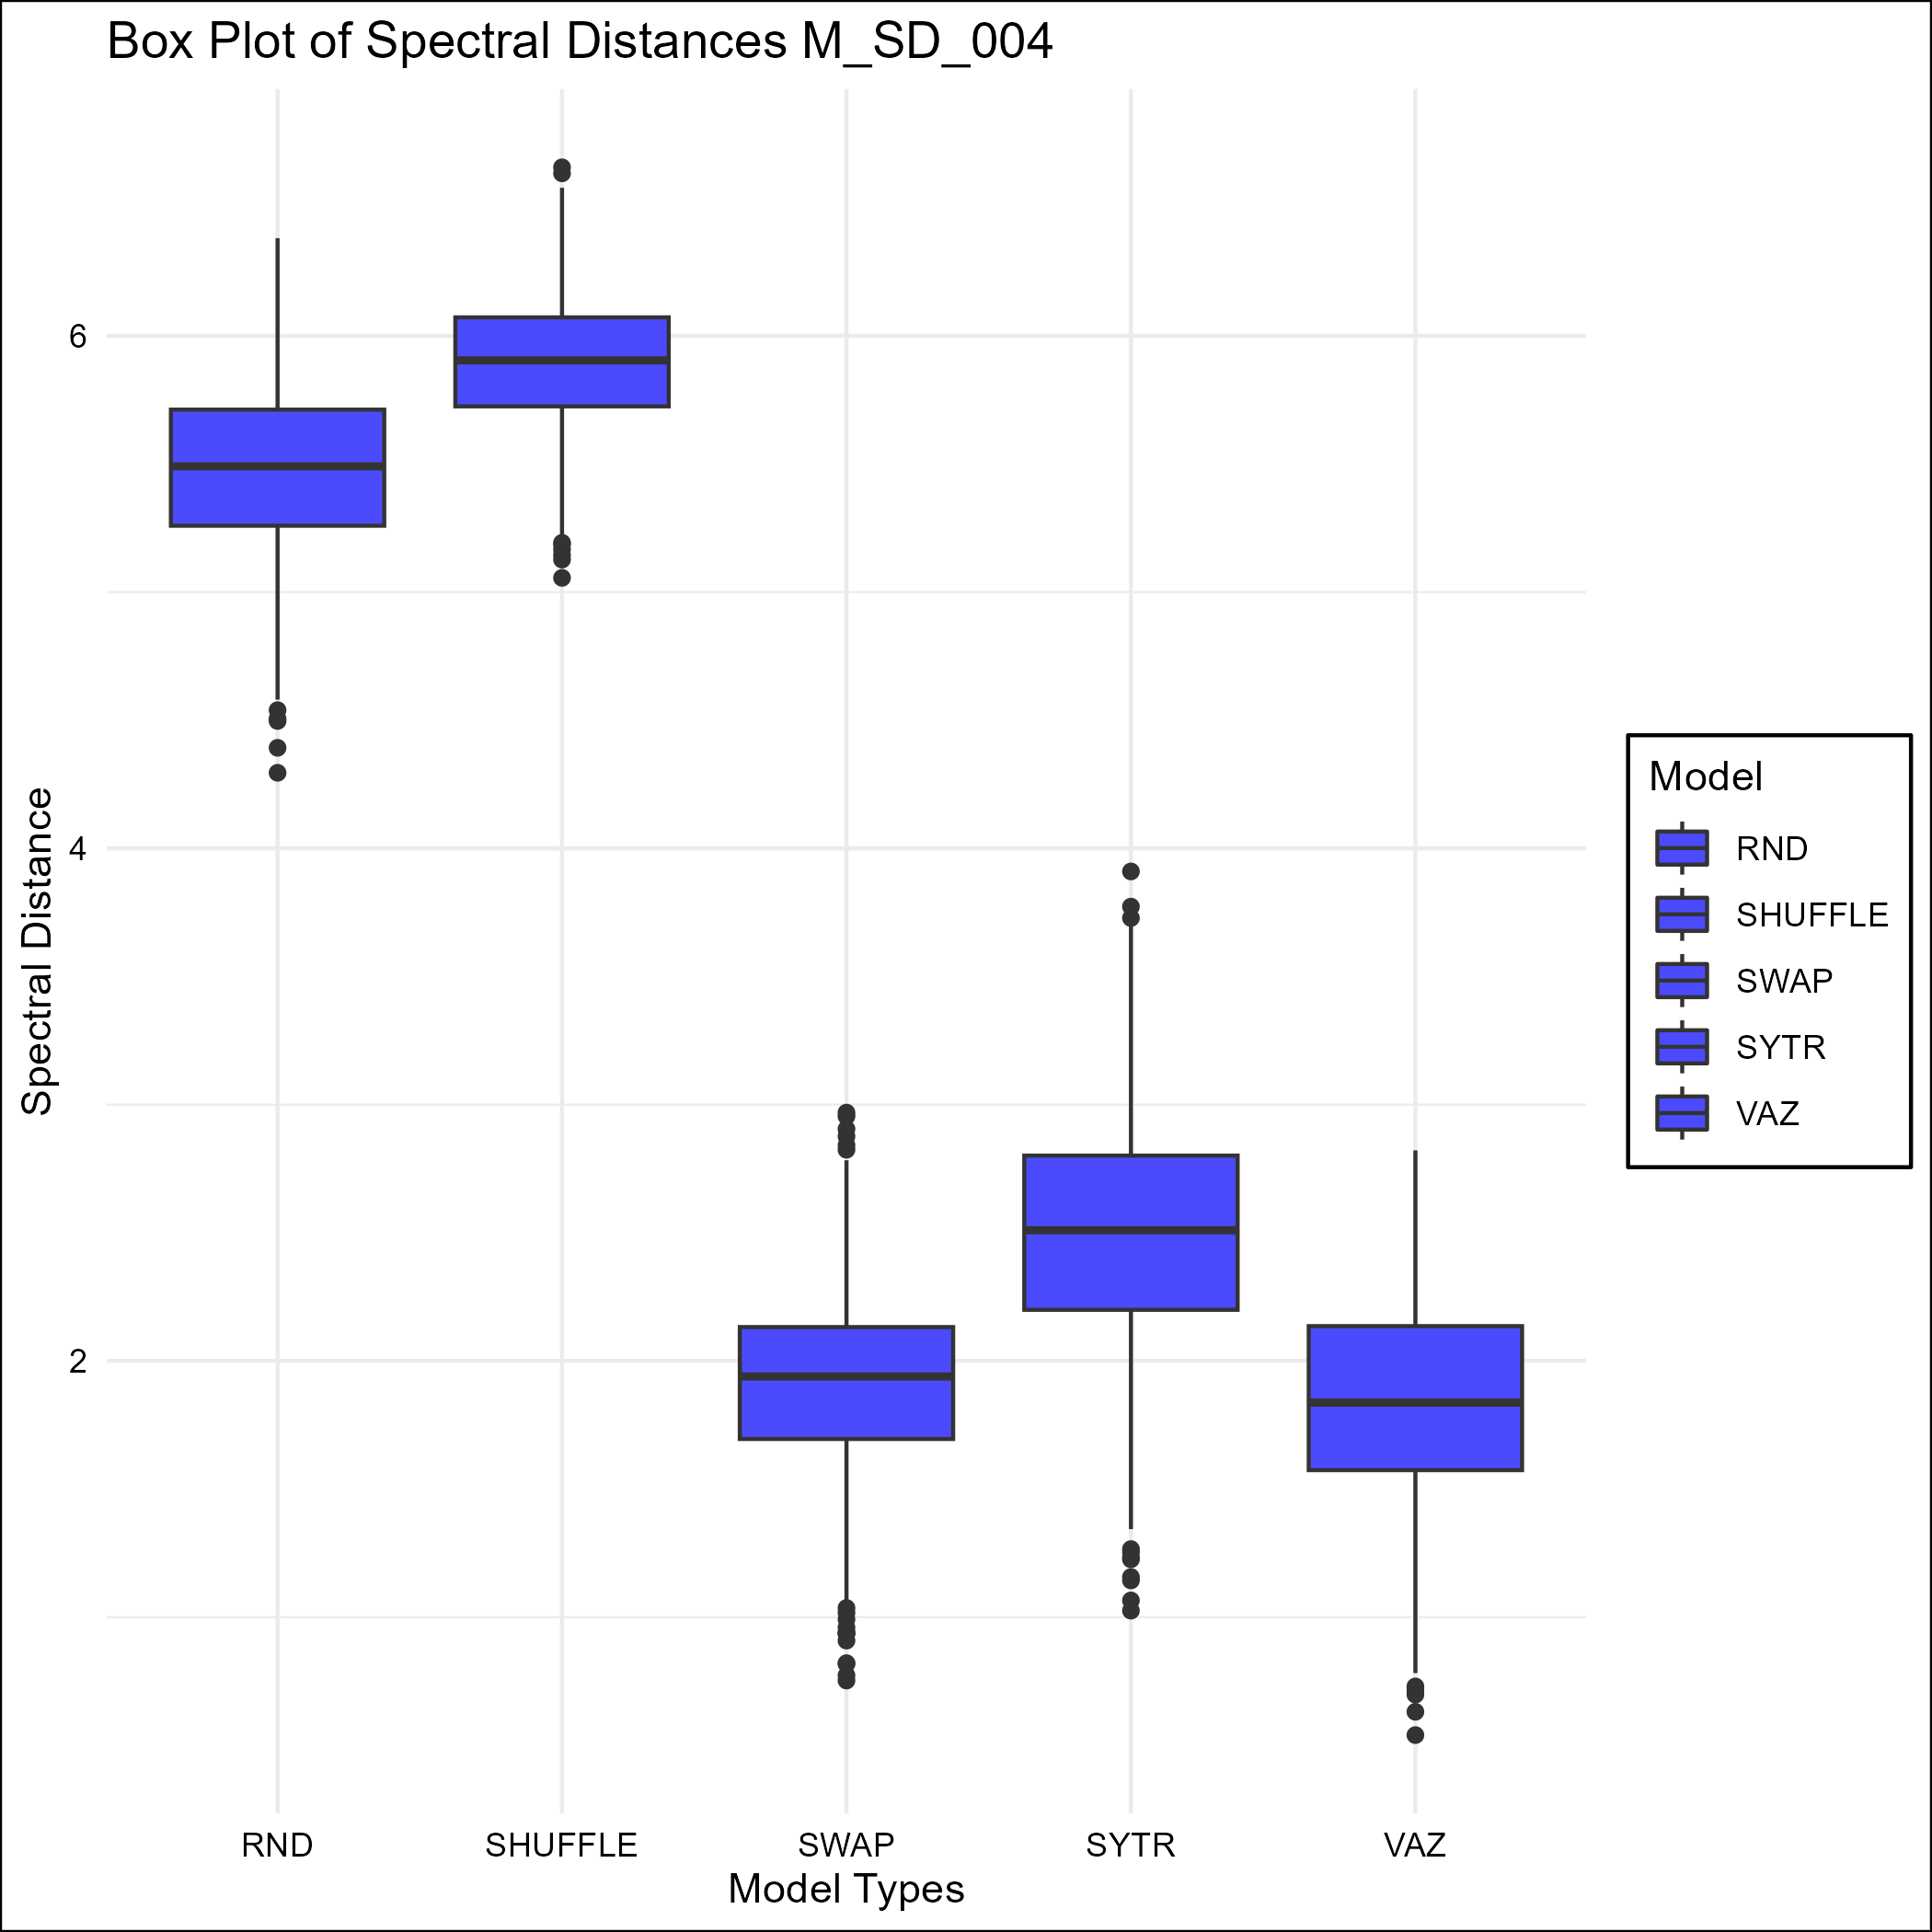 Box Plot of Spectral Distances M_SD_004
Spectral Distance
6
4
2
RND SHUFFLE SWAP SYTR VAZ
Model Types
Model
RND
SHUFFLE
SWAP
SYTR
VAZ